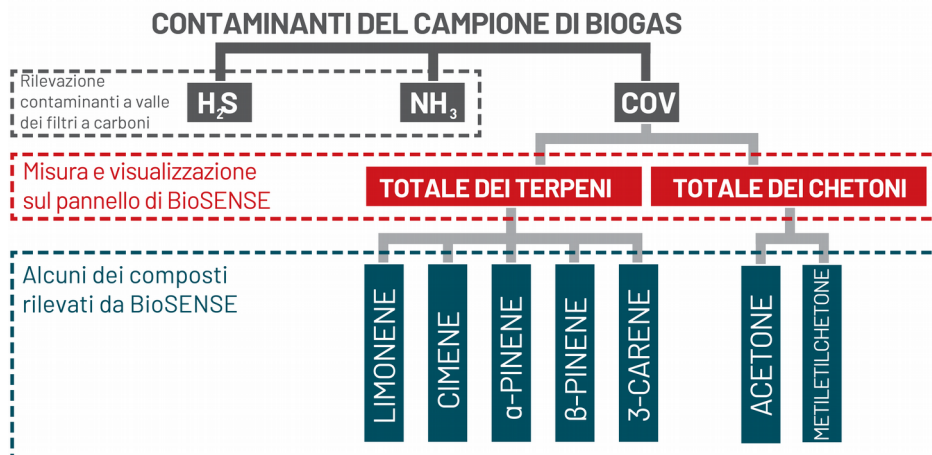 CONTAMINANTI DEL CAMPIONE DI BIOGAS
Rilevazione
contaminanti a valle
dei filtri a carboni
H₂S
NH₃
COV
Misura e visualizzazione
sul pannello di BioSENSE
TOTALE DEI TERPENI
TOTALE DEI CHETONI
Alcuni dei composti
rilevati da BioSENSE
LIMONENE
CIMENE
α-PINENE
ß-PINENE
3-CARENE
ACETONE
METILETILCHETONE